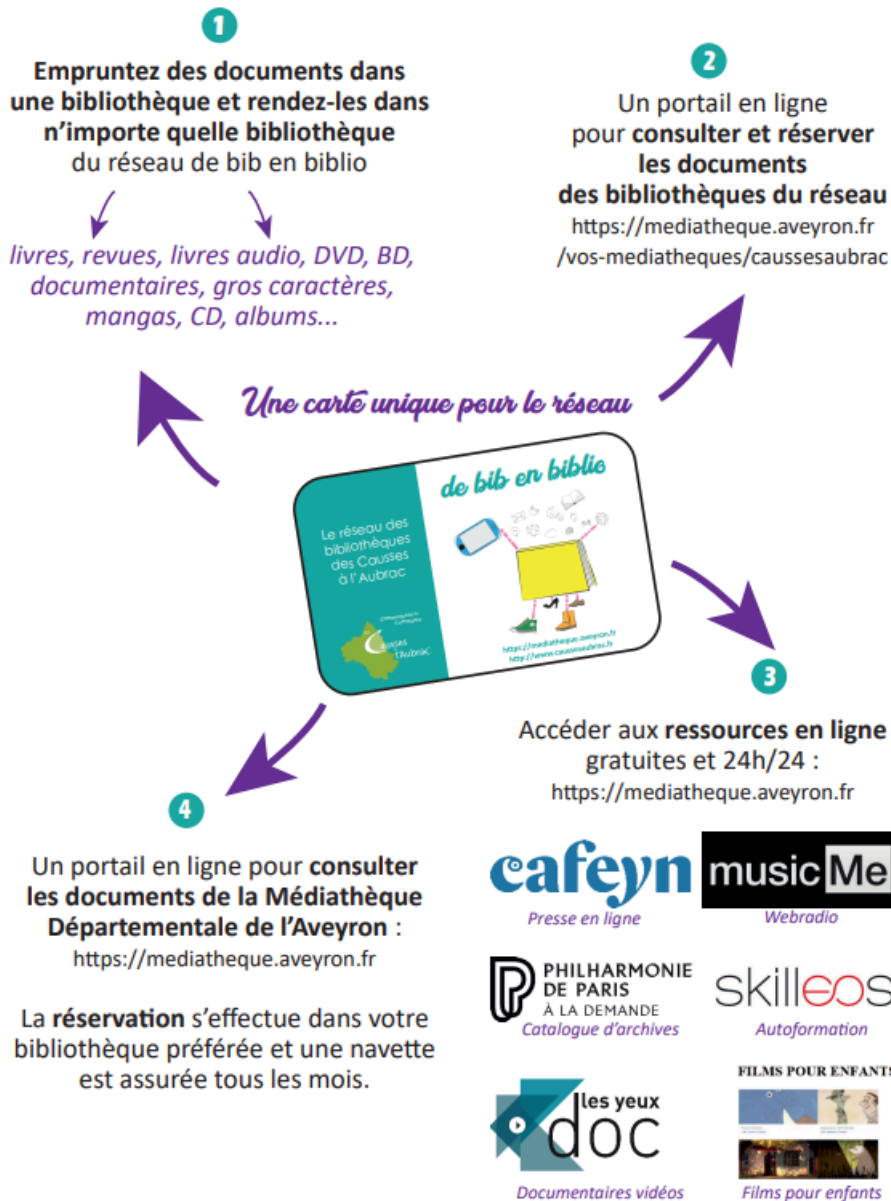 1
Empruntez des documents dans
une bibliothèque et rendez-les dans
n'importe quelle bibliothèque
du réseau de bib en biblio
livres, revues, livres audio, DVD, BD,
documentaires, gros caractères,
mangas, CD, albums...
2
Un portail en ligne
pour consulter et réserver
les documents
des bibliothèques du réseau
https://mediatheque.aveyron.fr
/vos-mediatheques/caussesaubrac
Une carte unique pour le réseau
de bib en biblio
Le réseau des
bibliothèques
des Causses
à l'Aubrac
Causses
l'Aubrac
https://mediatheque.aveyron.fr
http://www.caussesaubrac.fr
3
Accéder aux ressources en ligne
gratuites et 24h/24 :
https://mediatheque.aveyron.fr
cafeyn
Presse en ligne
musicMe
Webradio
PHILHARMONIE
DE PARIS
À LA DEMANDE
Catalogue d'archives
skilleos
Autoformation
les yeux
doc
Documentaires vidéos
FILMS POUR ENFANTS
Films pour enfants
4
Un portail en ligne pour consulter
les documents de la Médiathèque
Départementale de l'Aveyron :
https://mediatheque.aveyron.fr
La réservation s'effectue dans votre
bibliothèque préférée et une navette
est assurée tous les mois.